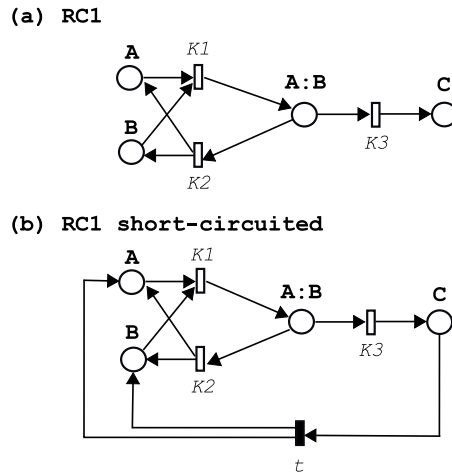 (a) RC1
K1
A
A:B
C
B
K3
K2
(b) RC1 short-circuited
K1
A
A:B
C
B
K3
K2
t